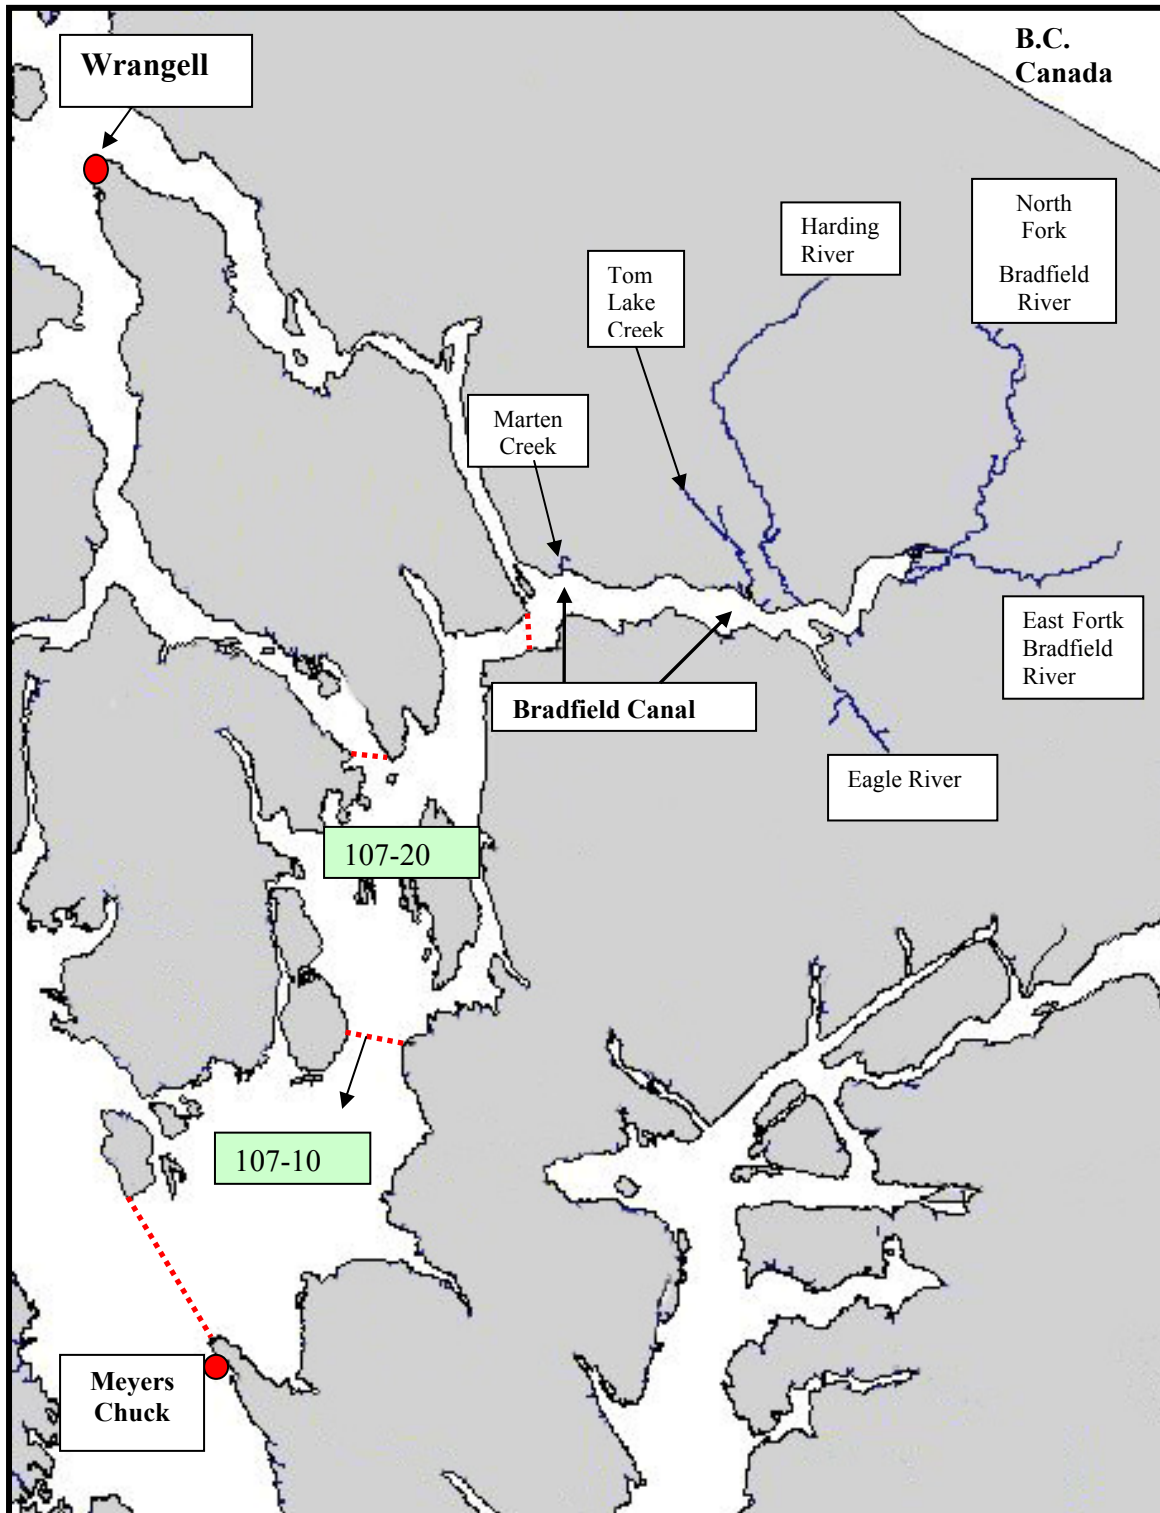 B.C.
Canada
Wrangell
North
Fork
Bradfield
River
Harding
River
Tom
Lake
Creek
Marten
Creek
East Fortk
Bradfield
River
Bradfield Canal
Eagle River
107-20
107-10
Meyers
Chuck